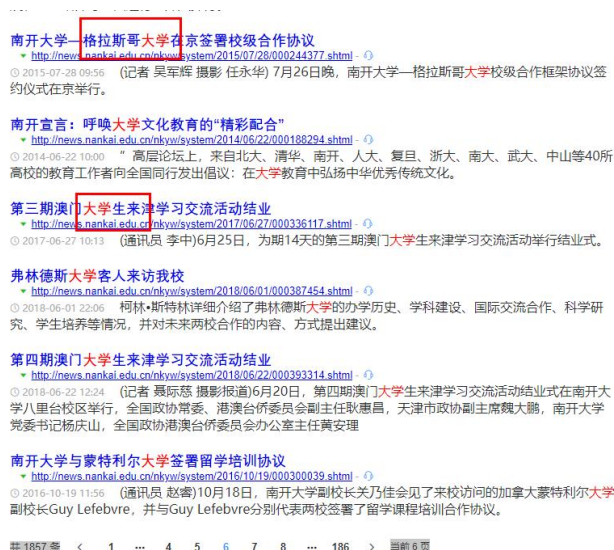 南开大学—格拉斯哥大学在京签署校级合作协议
http://news.nankai.edu.cn/nkyw/system/2015/07/28/000244377.shtml -
2015-07-28 09:56 (记者 吴军辉 摄影 任永华) 7月26日晚，南开大学—格拉斯哥大学校级合作框架协议签
约仪式在京举行。
南开宣言：呼唤大学文化教育的“精彩配合”
http://news.nankai.edu.cn/nkyw/system/2014/06/22/000188294.shtml -
2014-06-22 10:00 “ 高层论坛上，来自北大、清华、南开、人大、复旦、浙大、南大、武大、中山等40所
高校的教育工作者向全国同行发出倡议：在大学教育中弘扬中华优秀传统文化。
第三期澳门大学生来津学习交流活动结业
http://news.nankai.edu.cn/nkyw/system/2017/06/27/000336117.shtml -
2017-06-27 10:13 (通讯员 李中)6月25日，为期14天的第三期澳门大学生来津学习交流活动举行结业式。
弗林德斯大学客人来访我校
http://news.nankai.edu.cn/nkyw/system/2018/06/01/000387454.shtml -
2018-06-01 22:06 柯林•斯特林详细介绍了弗林德斯大学的办学历史、学科建设、国际交流合作、科学研
究、学生培养等情况，并对未来两校合作的内容、方式提出建议。
第四期澳门大学生来津学习交流活动结业
http://news.nankai.edu.cn/nkyw/system/2018/06/22/000393314.shtml -
2018-06-22 12:24 (记者 聂际慈 摄影报道)6月20日，第四期澳门大学生来津学习交流活动结业式在南开大
学八里台校区举行，全国政协常委、港澳台侨委员会副主任耿惠昌，天津市政协副主席魏大鹏，南开大学
党委书记杨庆山，全国政协港澳台侨委员会办公室主任黄安理
南开大学与蒙特利尔大学签署留学培训协议
http://news.nankai.edu.cn/nkyw/system/2016/10/19/000300039.shtml -
2016-10-19 11:56 (通讯员 赵睿)10月18日，南开大学副校长关乃佳会见了来校访问的加拿大蒙特利尔大学
副校长Guy Lefebvre，并与Guy Lefebvre分别代表两校签署了留学课程培训合作协议。
共 1857 条 < 1 ··· 4 5 6 7 8 ··· 186 > 当前 6 页